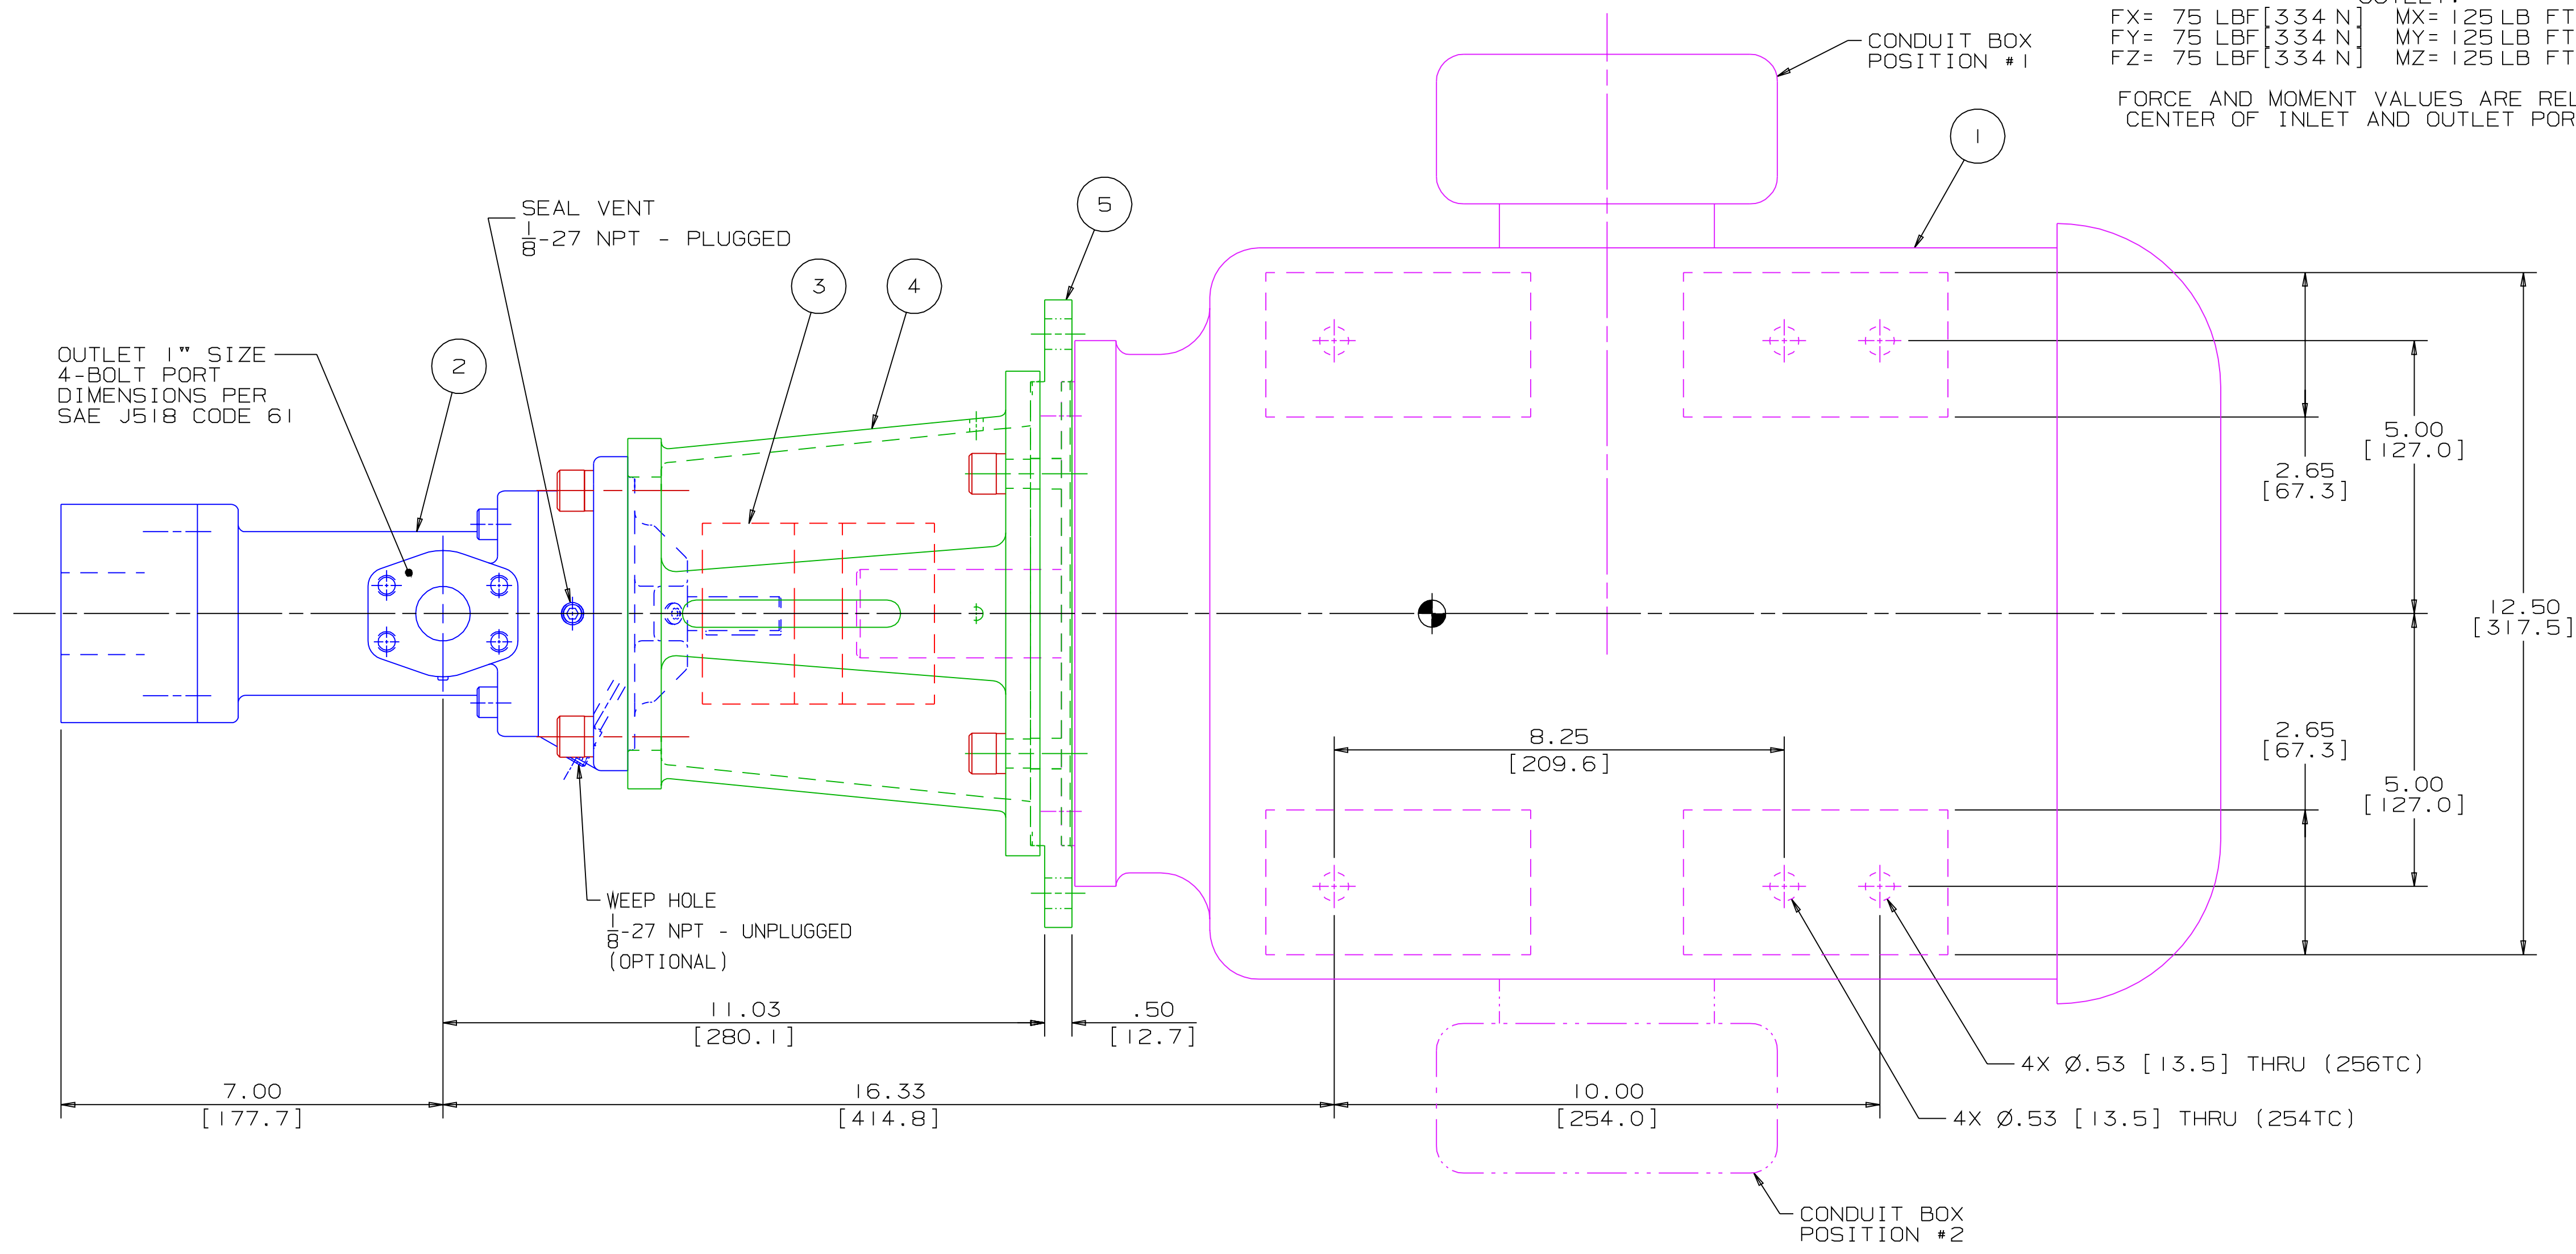 FX= 75 LBF[334 N] MX= 125 LB FT
FY= 75 LBF[334 N] MY= 125 LB FT
FZ= 75 LBF[334 N] MZ= 125 LB FT
FORCE AND MOMENT VALUES ARE
CENTER OF INLET AND OUTLET
CONDUIT BOX
POSITION #1
1
5
SEAL VENT
1/8-27 NPT - PLUGGED
3
4
OUTLET 1" SIZE
4-BOLT PORT
DIMENSIONS PER
SAE J518 CODE 61
2
5.00
[127.0]
2.65
[67.3]
12.50
[317.5]
8.25
[209.6]
2.65
[67.3]
5.00
[127.0]
WEEP HOLE
1/8-27 NPT - UNPLUGGED
(OPTIONAL)
11.03
[280.1]
.50
[12.7]
4X Ø.53 [13.5] THRU (256TC)
7.00
[177.7]
16.33
[414.8]
10.00
[254.0]
4X Ø.53 [13.5] THRU (254TC)
CONDUIT BOX
POSITION #2